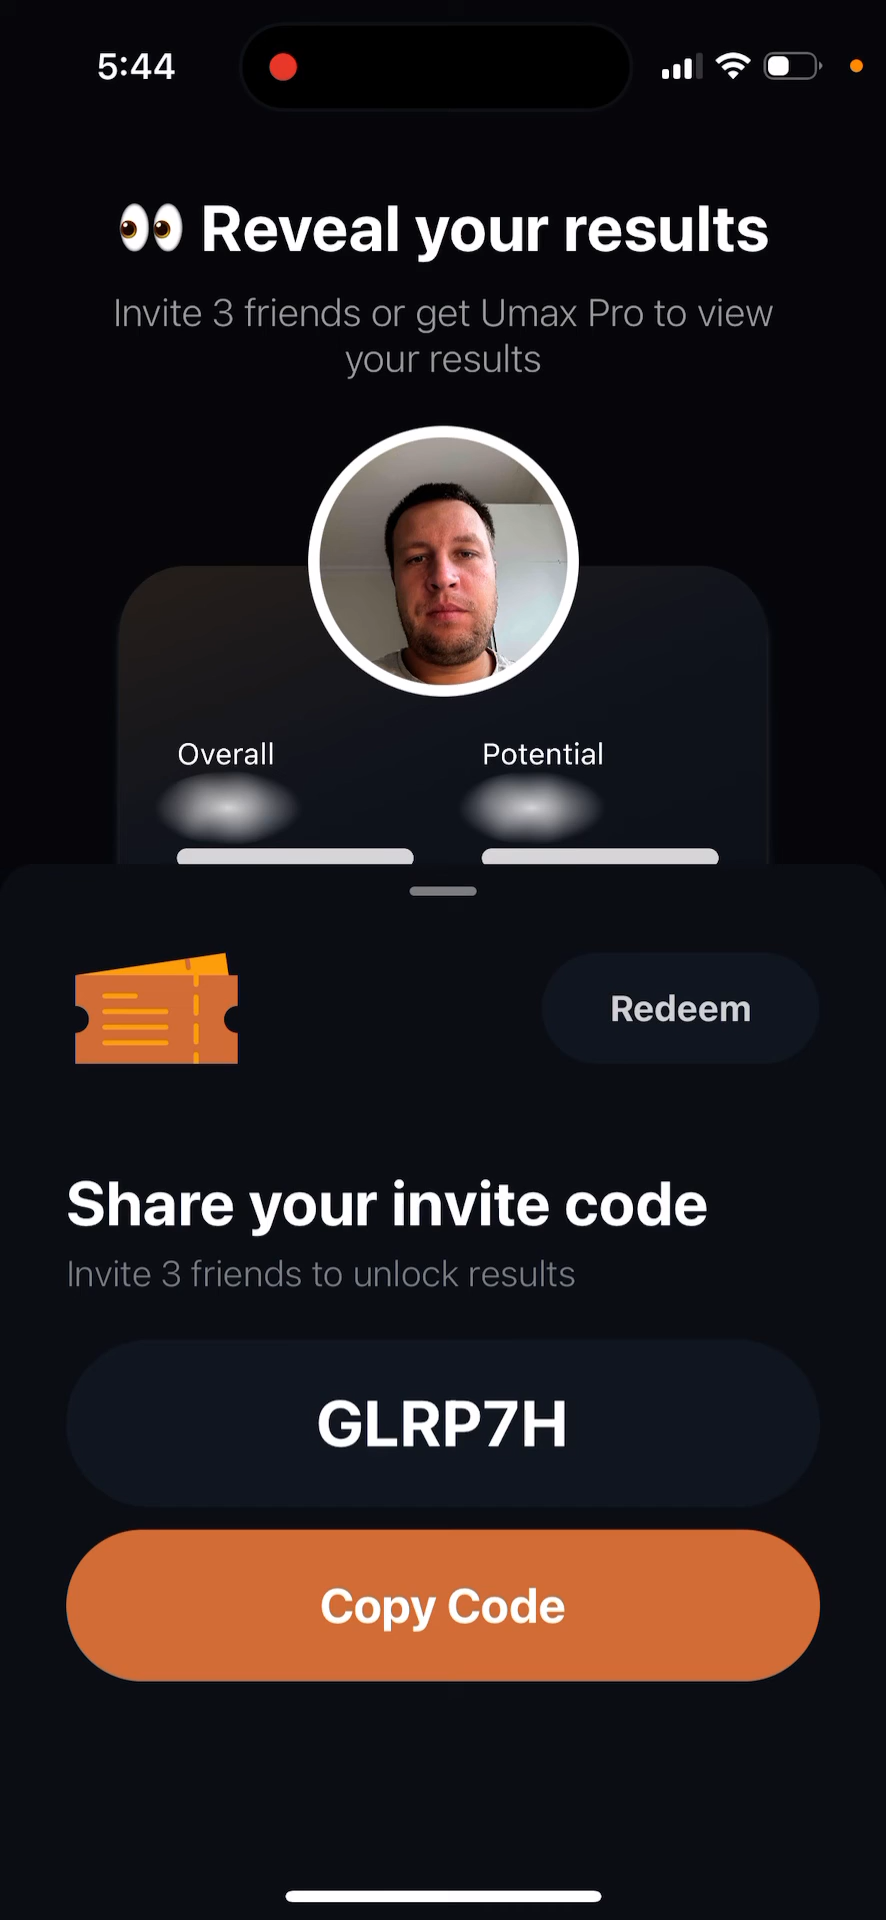 5:44
👀 Reveal your results
Invite 3 friends or get Umax Pro to view
your results
Overall
Potential
Redeem
Share your invite code
Invite 3 friends to unlock results
GLRP7H
Copy Code